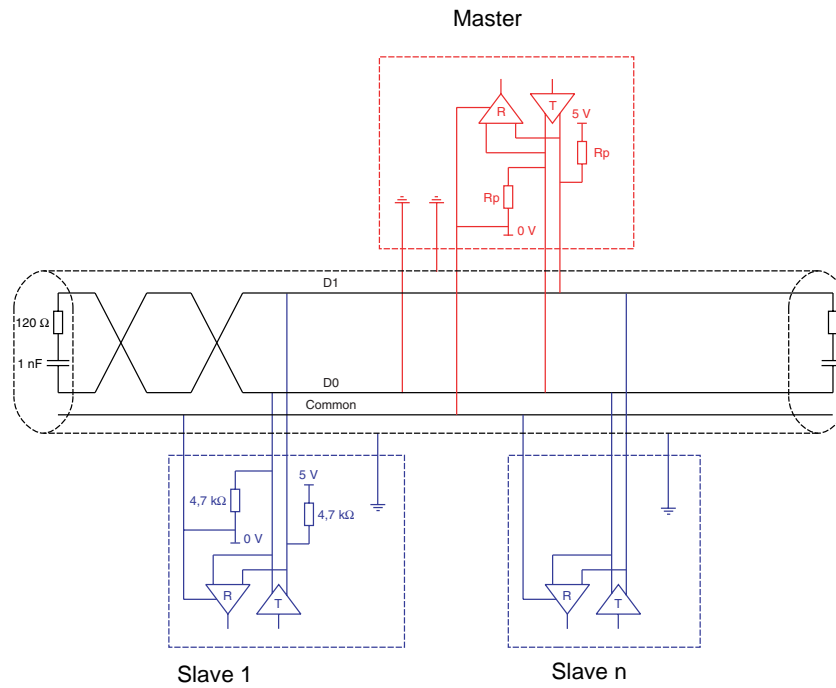 Master
R
T
5 V
Rp
Rp
0 V
D1
120 Ω
1 nF
D0
Common
5 V
4,7 kΩ
4,7 kΩ
0 V
R
T
R
T
Slave 1
Slave n